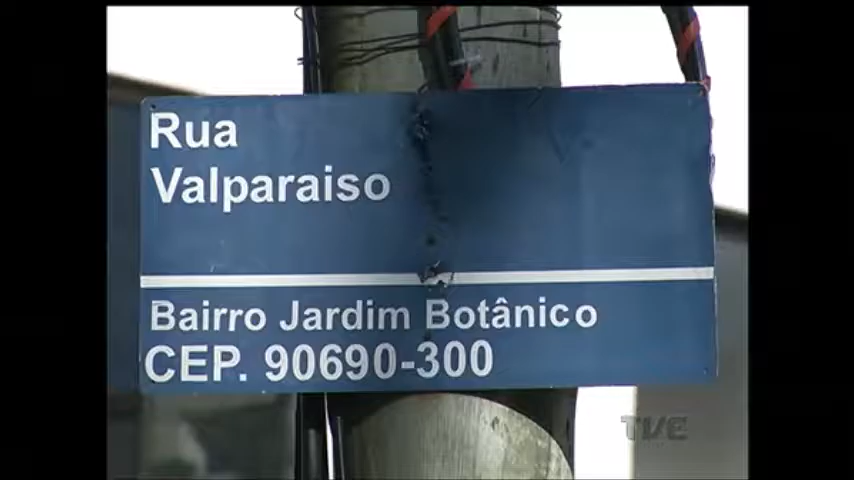 Rua
Valparaiso
Bairro Jardim Botânico
CEP. 90690-300
TVE